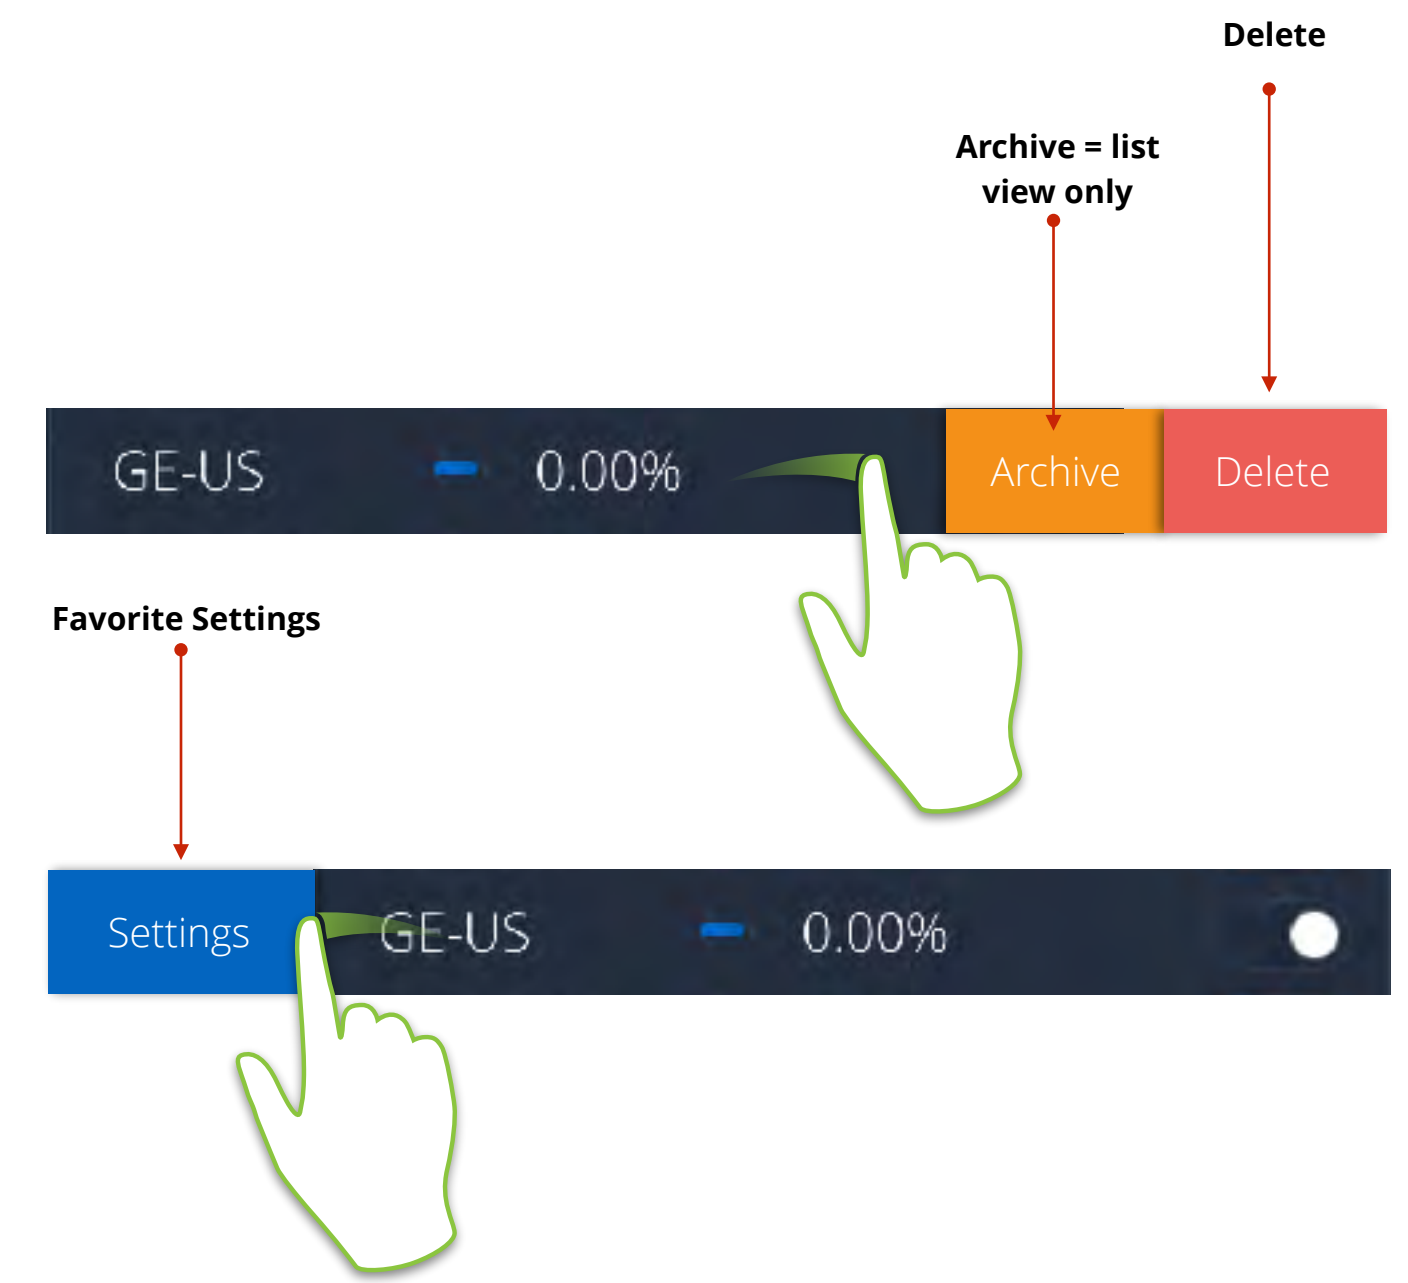 Delete
Archive = list
view only
GE-US 0.00% Archive Delete
Favorite Settings
Settings GE-US 0.00%